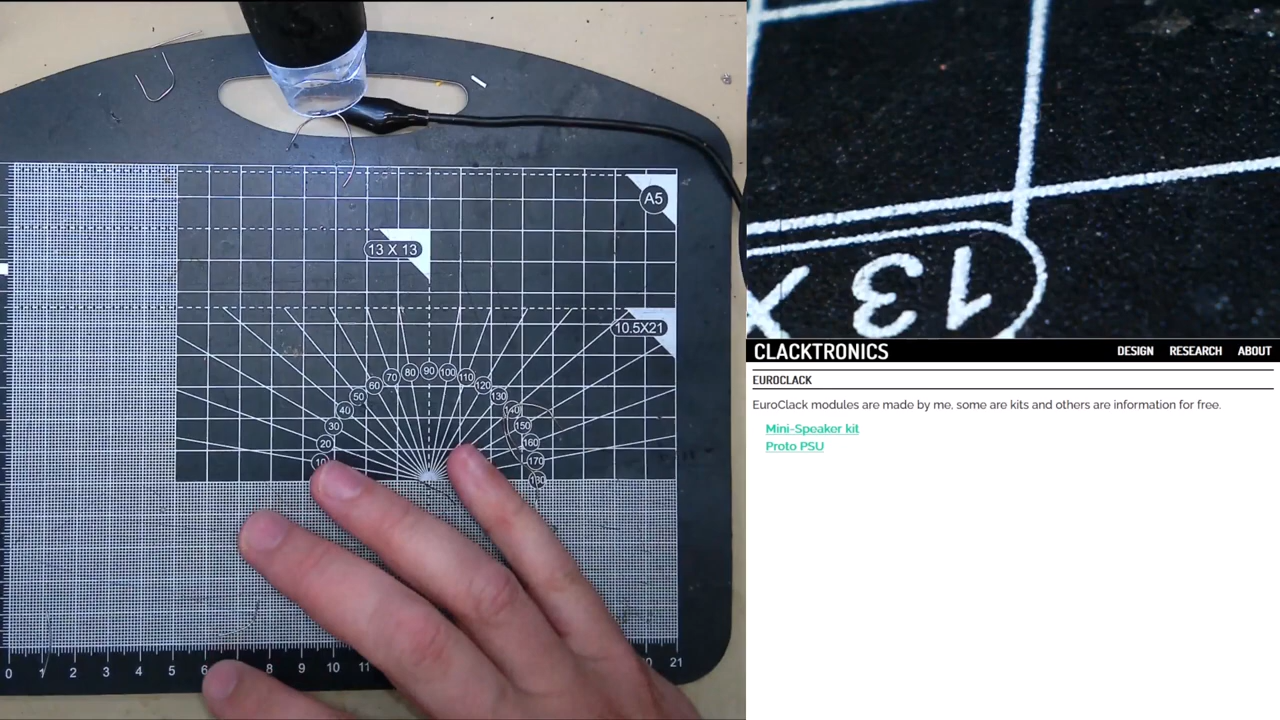 A5
13 X 13
10.5X21
10 20 30 40 50 60 70 80 90 100 110 120 130 140 150 160 170 180
0 1 2 3 4 5 6 7 8 9 10 11
21
13 X
CLACKTRONICS
DESIGN RESEARCH ABOUT
EUROCLACK
EuroClack modules are made by me, some are kits and others are information for free.
Mini-Speaker kit
Proto PSU